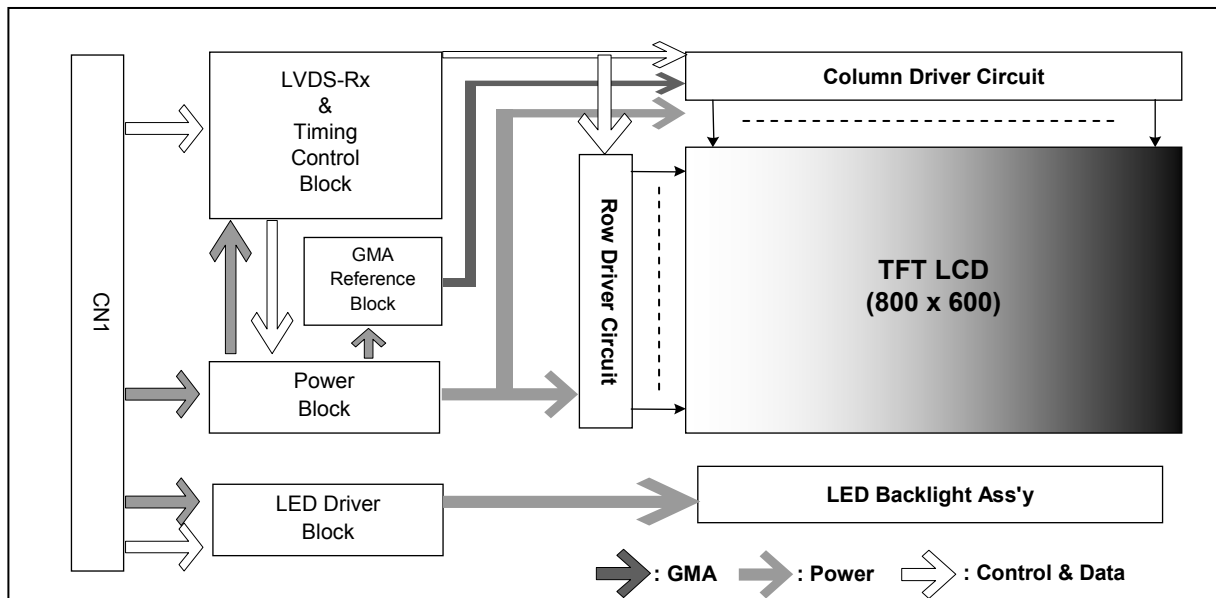 CN1
LVDS-Rx
&
Timing
Control
Block
GMA
Reference
Block
Power
Block
LED Driver
Block
Column Driver Circuit
Row Driver Circuit
TFT LCD
(800 x 600)
LED Backlight Ass'y
: GMA
: Power
: Control & Data